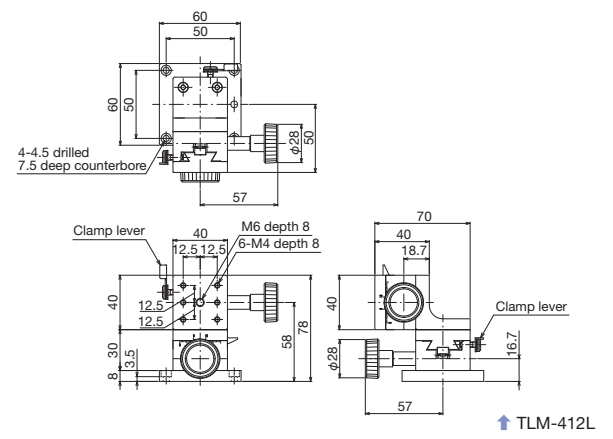 60
50
60
50
φ28
50
4-4.5 drilled
7.5 deep counterbore
57
Clamp lever
40
M6 depth 8
6-M4 depth 8
12.5 12.5
40
12.5
12.5
30
3.5
8
58
78
70
40
18.7
40
Clamp lever
φ28
16.7
57
TLM-412L